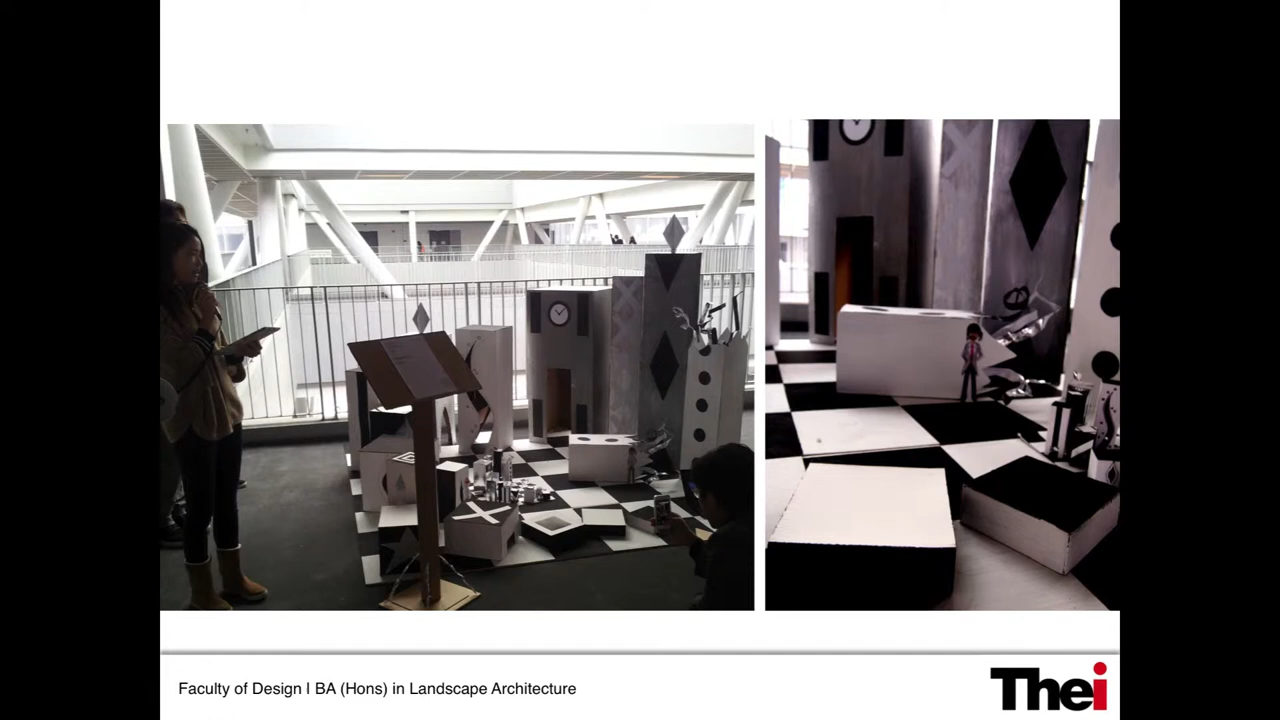 Faculty of Design | BA (Hons) in Landscape Architecture
Thei